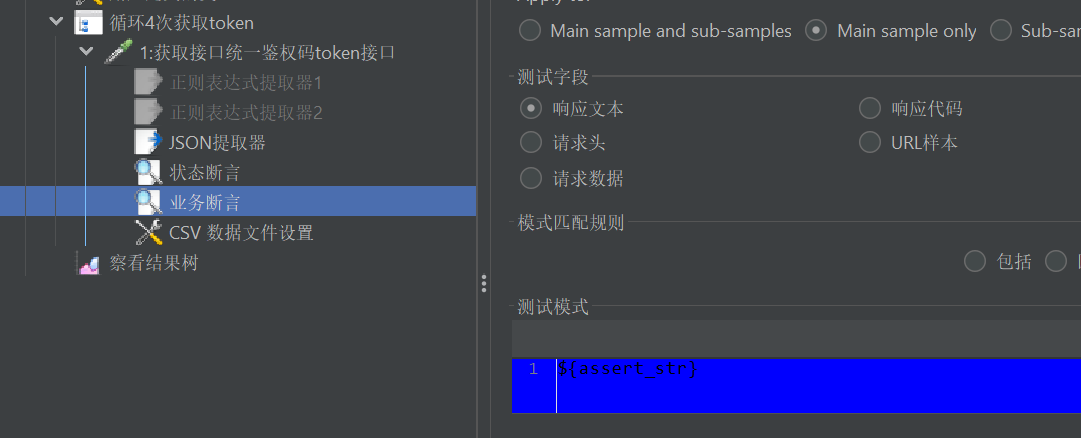 循环4次获取token
1:获取接口统一鉴权码token接口
正则表达式提取器1
正则表达式提取器2
JSON提取器
状态断言
业务断言
CSV 数据文件设置
察看结果树
Main sample and sub-samples
Main sample only
测试字段
响应文本
响应代码
请求头
URL样本
请求数据
模式匹配规则
包括
测试模式
1
${assert_str}